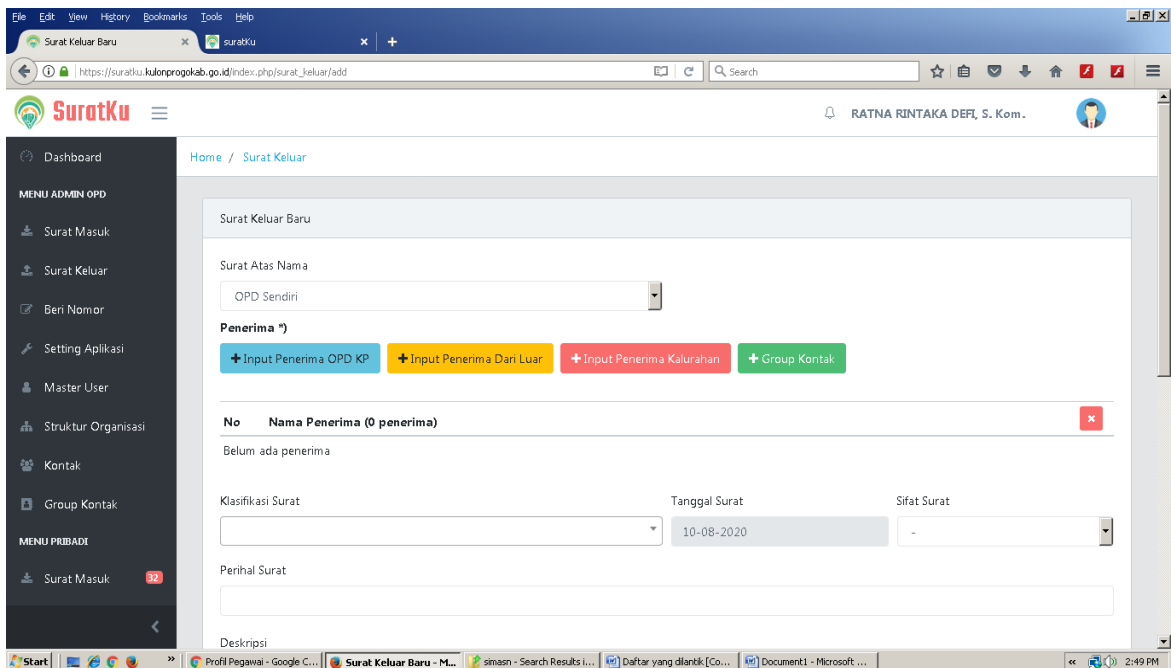 File Edit View History Bookmarks Tools Help
Surat Keluar Baru × suratKu × +
https://suratku.kulonprogokab.go.id/index.php/surat_keluar/add Search
SuratKu RATNA RINTAKA DEFI, S. Kom.
Dashboard
Home / Surat Keluar
MENU ADMIN OPD
Surat Keluar Baru
Surat Masuk
Surat Keluar
Beri Nomor
Setting Aplikasi
Master User
Struktur Organisasi
Kontak
Group Kontak
MENU PRIBADI
Surat Masuk 32
Surat Atas Nama
OPD Sendiri
Penerima *)
+ Input Penerima OPD KP + Input Penerima Dari Luar + Input Penerima Kalurahan + Group Kontak
No Nama Penerima (0 penerima)
Belum ada penerima
Klasifikasi Surat Tanggal Surat Sifat Surat
10-08-2020 -
Perihal Surat
Deskripsi
Start » Profil Pegawai - Google C... Surat Keluar Baru - M... simasn - Search Results i... Daftar yang dilantik [Co... Document1 - Microsoft ... « 2:49 PM